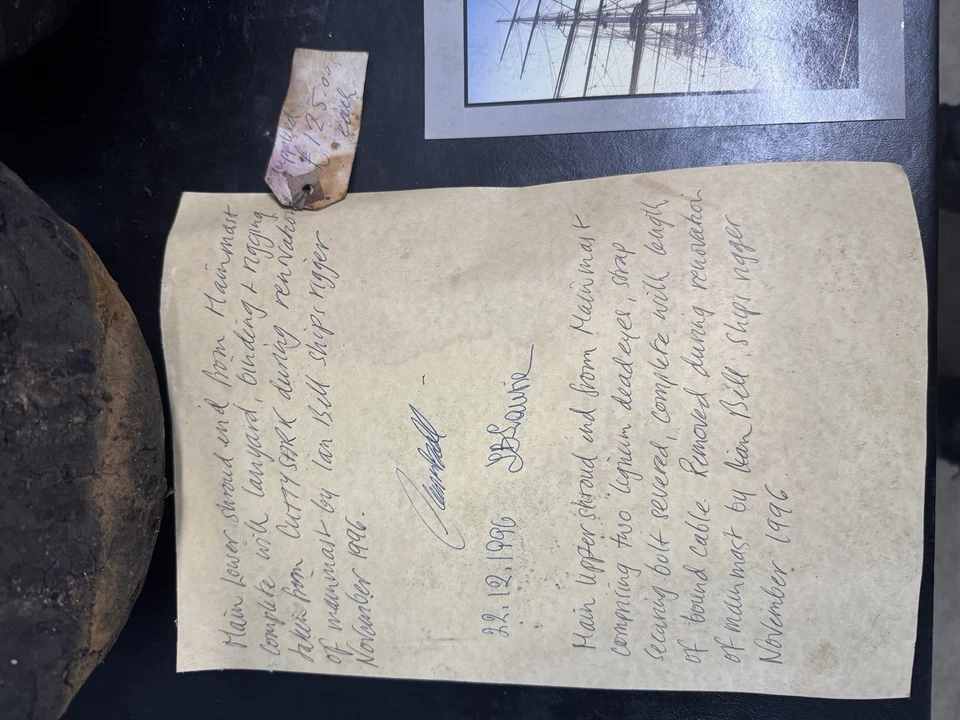 Main Lower shroud end from Mainmast
complete with lanyard, binding + rigging
taken from CUTTY SARK during renovation
of mainmast by Ian Bell ships rigger
November 1996.
22.12.1996
Main Upper shroud end from Mainmast
comprising two lignum deadeyes, strap
securing bolt severed, complete with length
of bound cable. Removed during renovation
of mainmast by Ian Bell, ships rigger
November 1996
£125.00
each